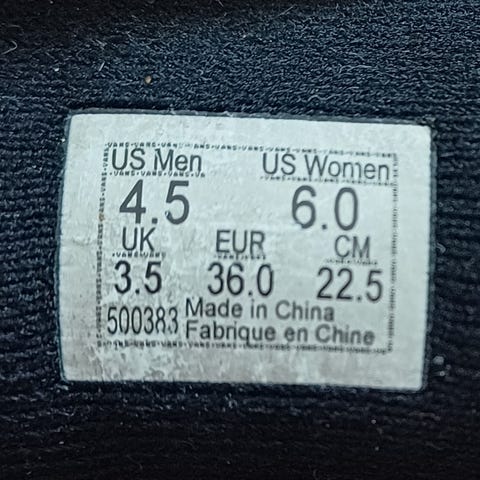 US Men US Women
4.5 6.0
UK EUR CM
3.5 36.0 22.5
500383 Made in China
Fabrique en Chine